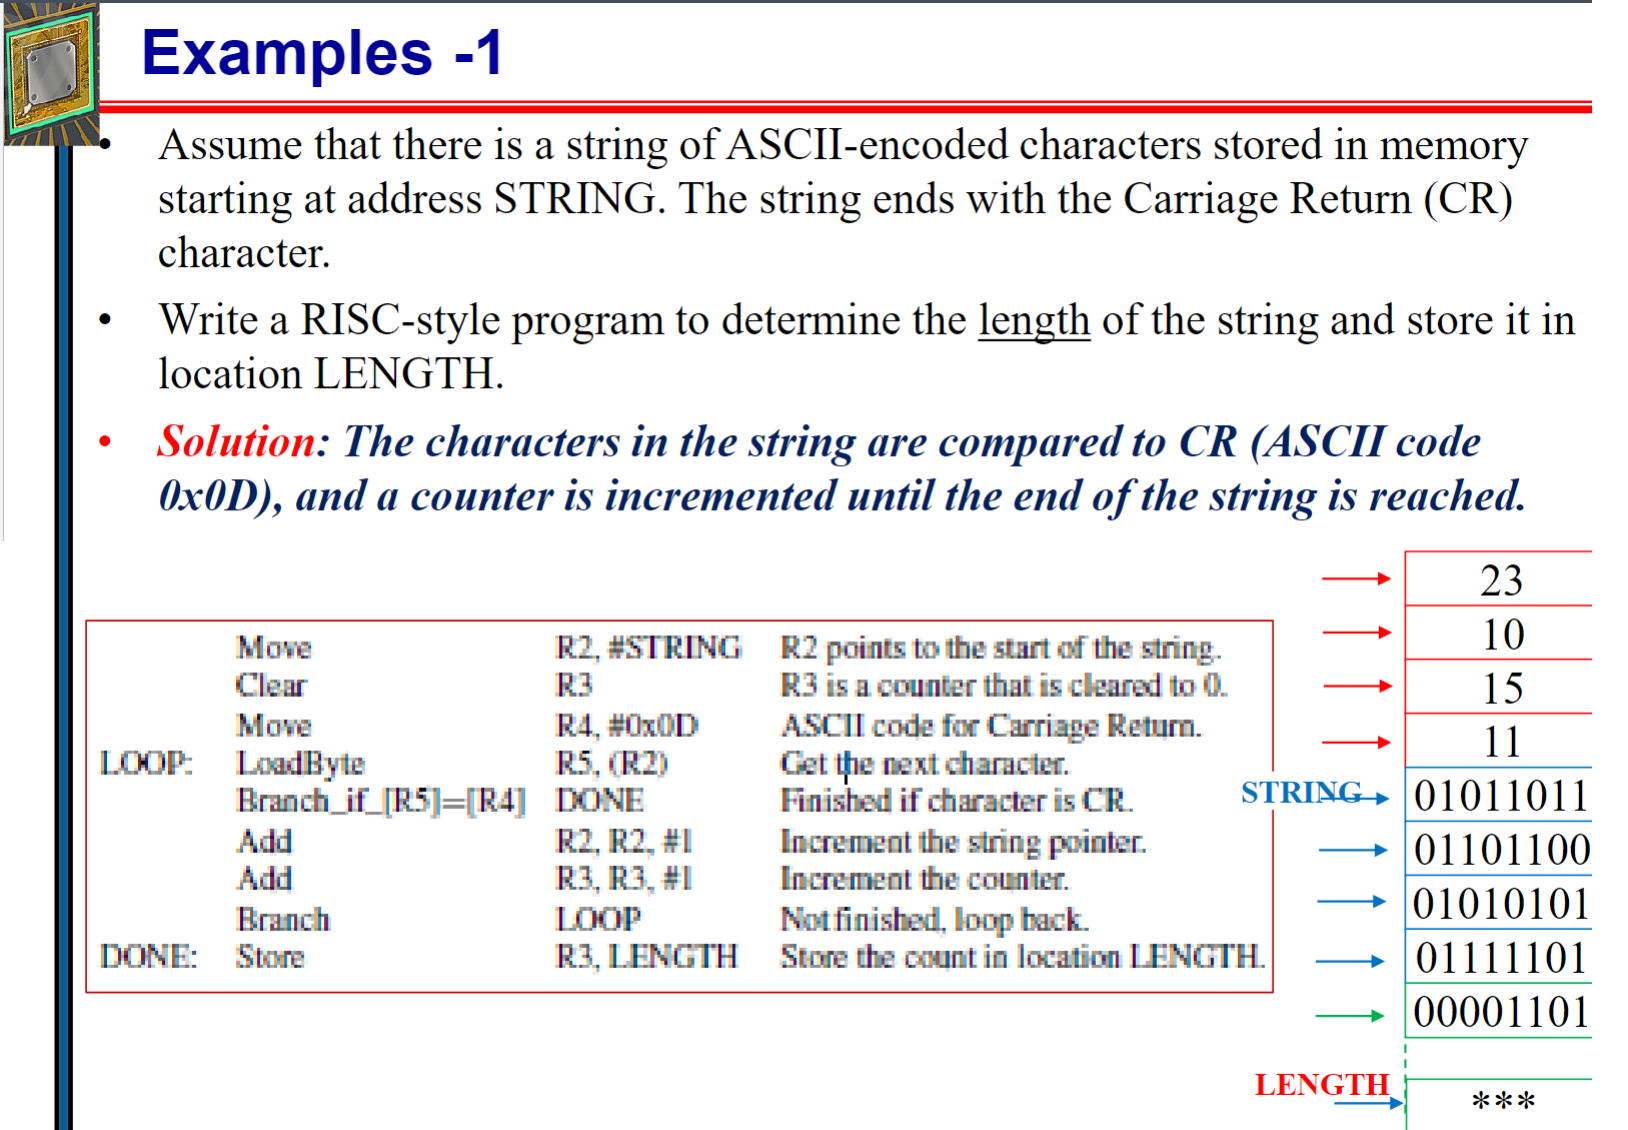 Examples -1
• Assume that there is a string of ASCII-encoded characters stored in memory
starting at address STRING. The string ends with the Carriage Return (CR)
character.
• Write a RISC-style program to determine the length of the string and store it in
location LENGTH.
• Solution: The characters in the string are compared to CR (ASCII code
0x0D), and a counter is incremented until the end of the string is reached.
Move R2, #STRING R2 points to the start of the string.
Clear R3 R3 is a counter that is cleared to 0.
Move R4, #0x0D ASCII code for Carriage Return.
LOOP: LoadByte R5, (R2) Get the next character.
Branch_if_[R5]=[R4] DONE Finished if character is CR.
Add R2, R2, #1 Increment the string pointer.
Add R3, R3, #1 Increment the counter.
Branch LOOP Not finished, loop back.
DONE: Store R3, LENGTH Store the count in location LENGTH.
23
10
15
11
STRING 01011011
01101100
01010101
01111101
00001101
LENGTH ***